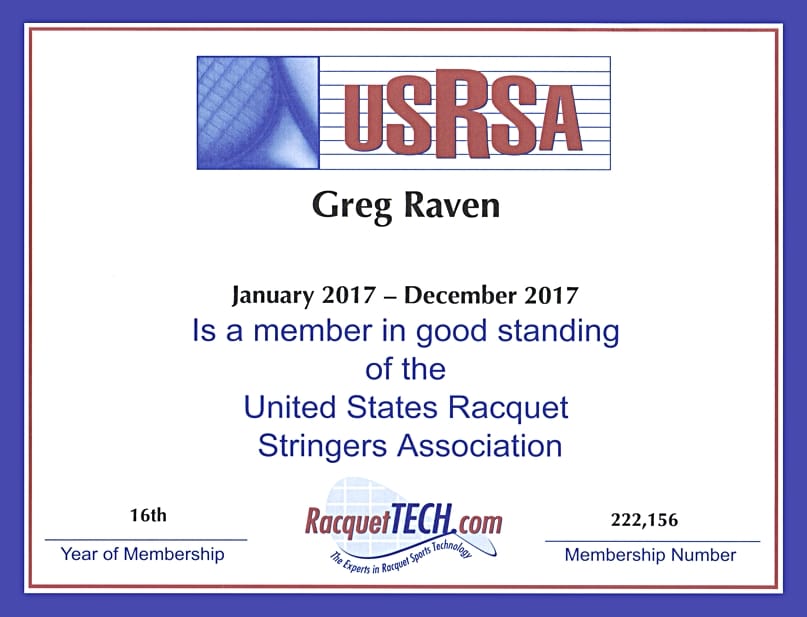 USRSA
Greg Raven
January 2017 – December 2017
Is a member in good standing
of the
United States Racquet
Stringers Association
16th
Year of Membership
RacquetTECH.com
The Experts in Racquet Sports Technology
222,156
Membership Number